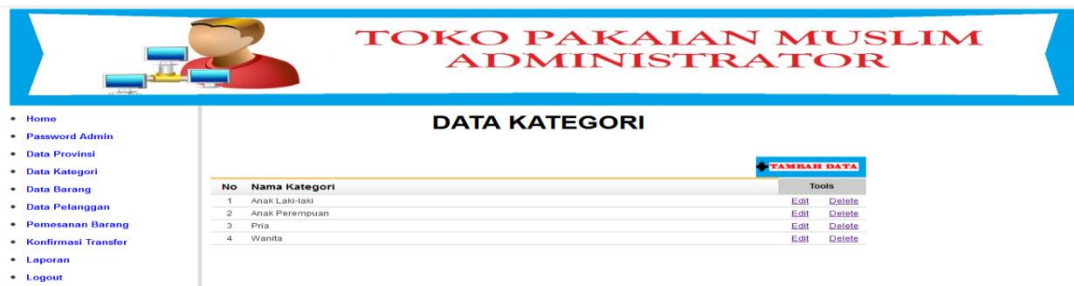 TOKO PAKAIAN MUSLIM
ADMINISTRATOR
Home
Password Admin
Data Provinsi
Data Kategori
Data Barang
Data Pelanggan
Pemesanan Barang
Konfirmasi Transfer
Laporan
Logout
DATA KATEGORI
TAMBAH DATA
No Nama Kategori Tools
1 Anak Laki-laki Edit Delete
2 Anak Perempuan Edit Delete
3 Pria Edit Delete
4 Wanita Edit Delete